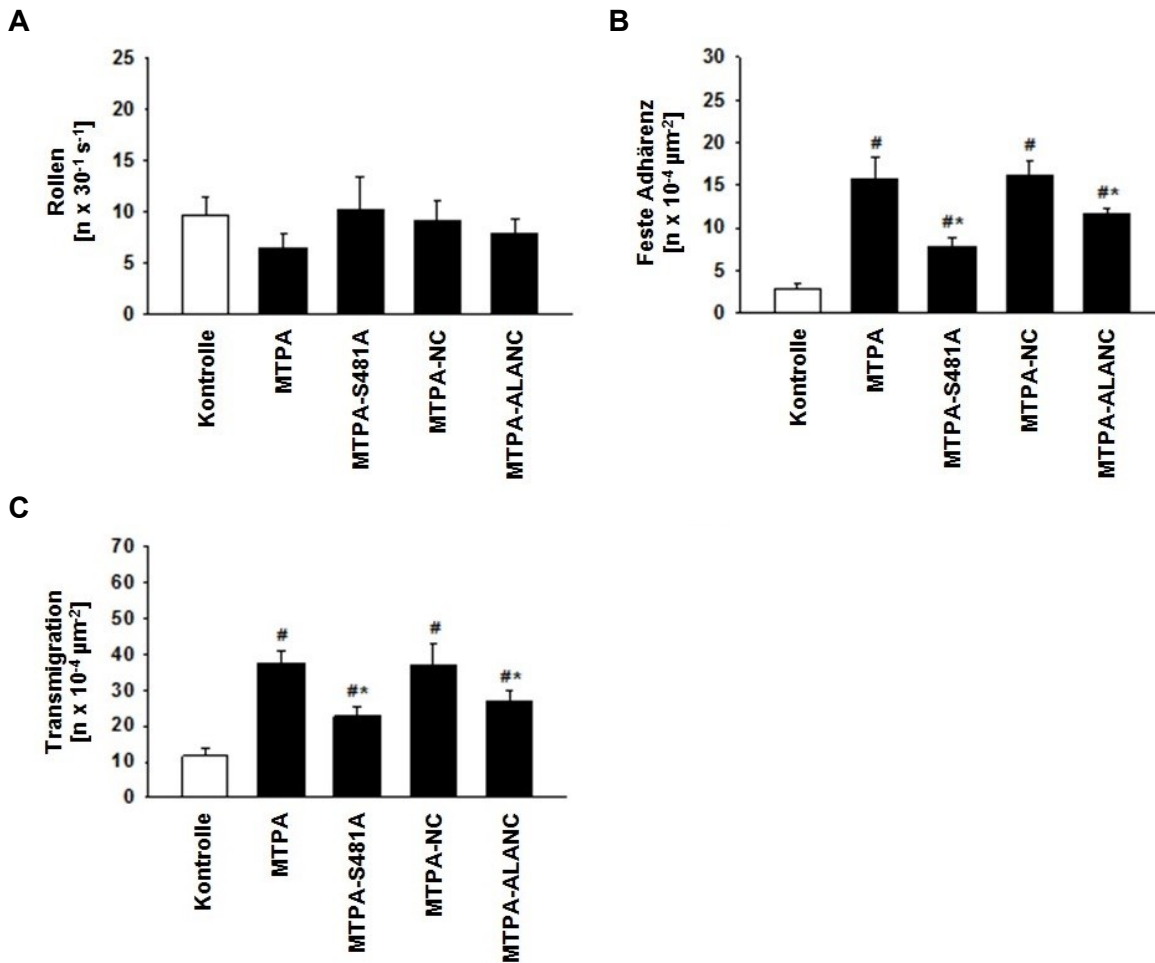 A
Rollen
[n x 30⁻¹ s⁻¹]
25
20
15
10
5
0
Kontrolle
MTPA
MTPA-S481A
MTPA-NC
MTPA-ALANC
B
Feste Adhärenz
[n x 10⁻⁴ µm⁻²]
30
25
20
15
10
5
0
#
#*
#
#*
Kontrolle
MTPA
MTPA-S481A
MTPA-NC
MTPA-ALANC
C
Transmigration
[n x 10⁻⁴ µm⁻²]
70
60
50
40
30
20
10
0
#
#*
#
#*
Kontrolle
MTPA
MTPA-S481A
MTPA-NC
MTPA-ALANC